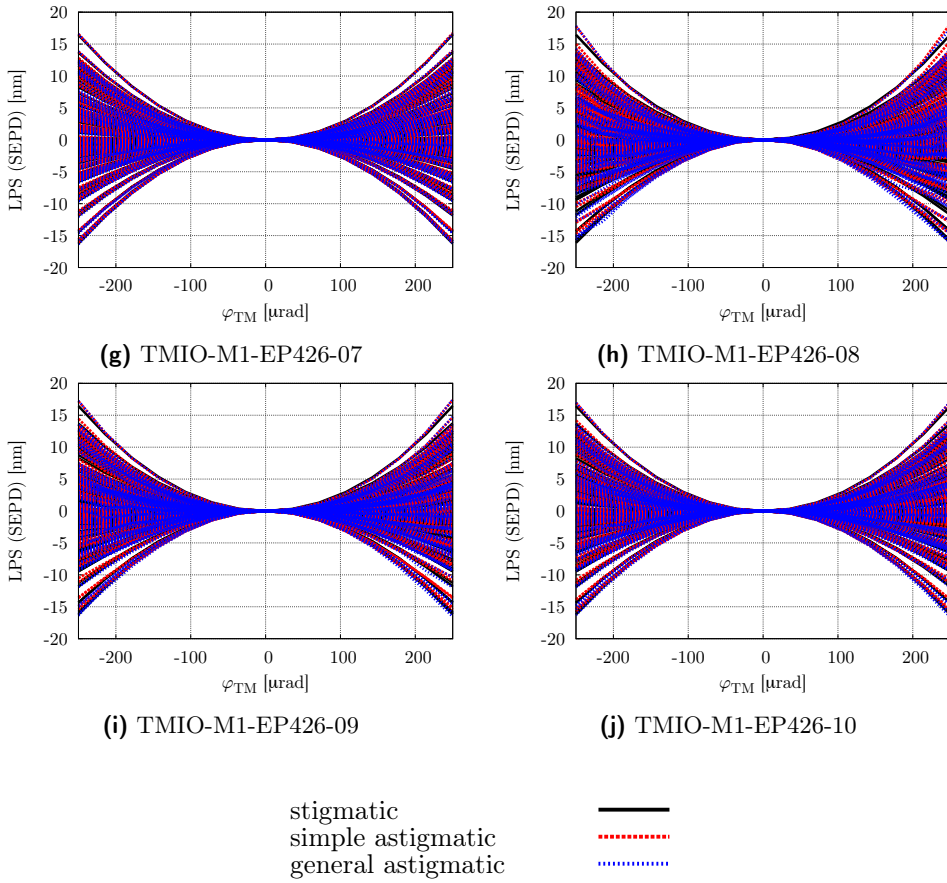 20
15
10
5
0
-5
-10
-15
-20
LPS (SEPD) [nm]
-200 -100 0 100 200
φTM [µrad]
(g) TMIO-M1-EP426-07
20
15
10
5
0
-5
-10
-15
-20
LPS (SEPD) [nm]
-200 -100 0 100 200
φTM [µrad]
(h) TMIO-M1-EP426-08
20
15
10
5
0
-5
-10
-15
-20
LPS (SEPD) [nm]
-200 -100 0 100 200
φTM [µrad]
(i) TMIO-M1-EP426-09
20
15
10
5
0
-5
-10
-15
-20
LPS (SEPD) [nm]
-200 -100 0 100 200
φTM [µrad]
(j) TMIO-M1-EP426-10
stigmatic
simple astigmatic
general astigmatic